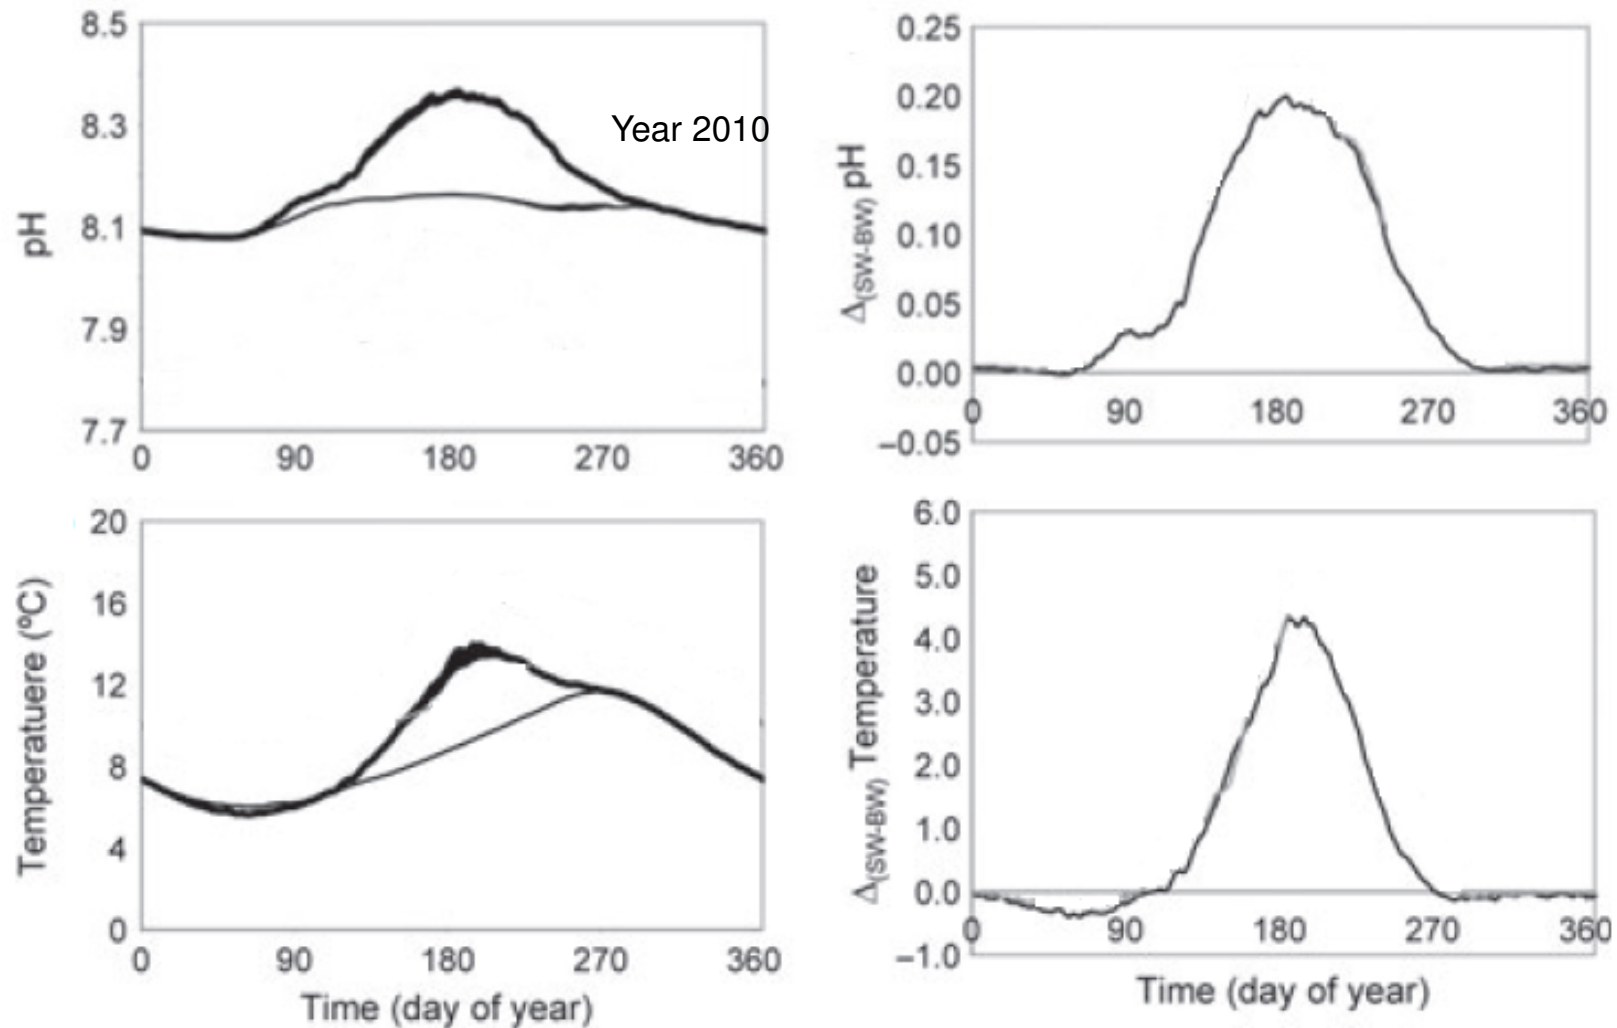 8.5
8.3
8.1
7.9
7.7
pH
Year 2010
0 90 180 270 360
0.25
0.20
0.15
0.10
0.05
0.00
−0.05
Δ(SW-BW) pH
0 90 180 270 360
20
16
12
8
4
0
Temperatuere (ºC)
0 90 180 270 360
Time (day of year)
6.0
5.0
4.0
3.0
2.0
1.0
0.0
−1.0
Δ(SW-BW) Temperature
0 90 180 270 360
Time (day of year)